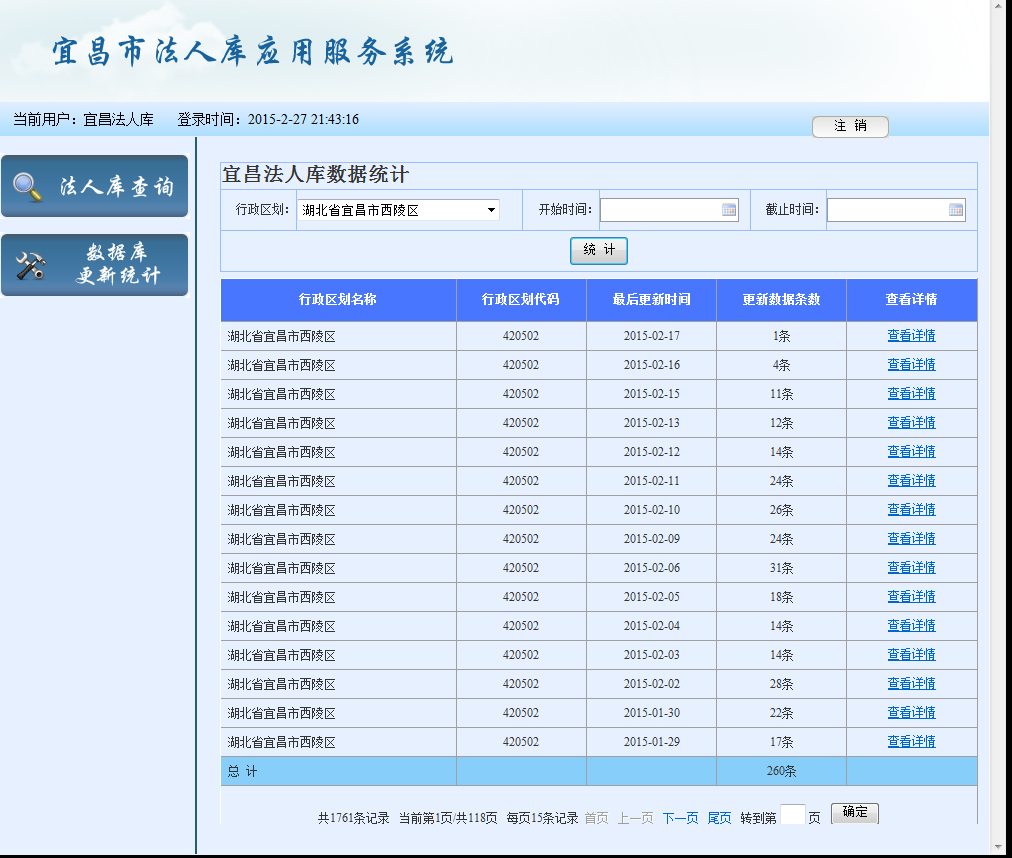 宜昌市法人库应用服务系统
当前用户：宜昌法人库 登录时间：2015-2-27 21:43:16
注 销
法人库查询
数据库
更新统计
宜昌法人库数据统计
行政区划： 湖北省宜昌市西陵区 开始时间： 截止时间：
统 计
行政区划名称 行政区划代码 最后更新时间 更新数据条数 查看详情
湖北省宜昌市西陵区 420502 2015-02-17 1条 查看详情
湖北省宜昌市西陵区 420502 2015-02-16 4条 查看详情
湖北省宜昌市西陵区 420502 2015-02-15 11条 查看详情
湖北省宜昌市西陵区 420502 2015-02-13 12条 查看详情
湖北省宜昌市西陵区 420502 2015-02-12 14条 查看详情
湖北省宜昌市西陵区 420502 2015-02-11 24条 查看详情
湖北省宜昌市西陵区 420502 2015-02-10 26条 查看详情
湖北省宜昌市西陵区 420502 2015-02-09 24条 查看详情
湖北省宜昌市西陵区 420502 2015-02-06 31条 查看详情
湖北省宜昌市西陵区 420502 2015-02-05 18条 查看详情
湖北省宜昌市西陵区 420502 2015-02-04 14条 查看详情
湖北省宜昌市西陵区 420502 2015-02-03 14条 查看详情
湖北省宜昌市西陵区 420502 2015-02-02 28条 查看详情
湖北省宜昌市西陵区 420502 2015-01-30 22条 查看详情
湖北省宜昌市西陵区 420502 2015-01-29 17条 查看详情
总 计 260条
共1761条记录 当前第1页/共118页 每页15条记录 首页 上一页 下一页 尾页 转到第 页 确定